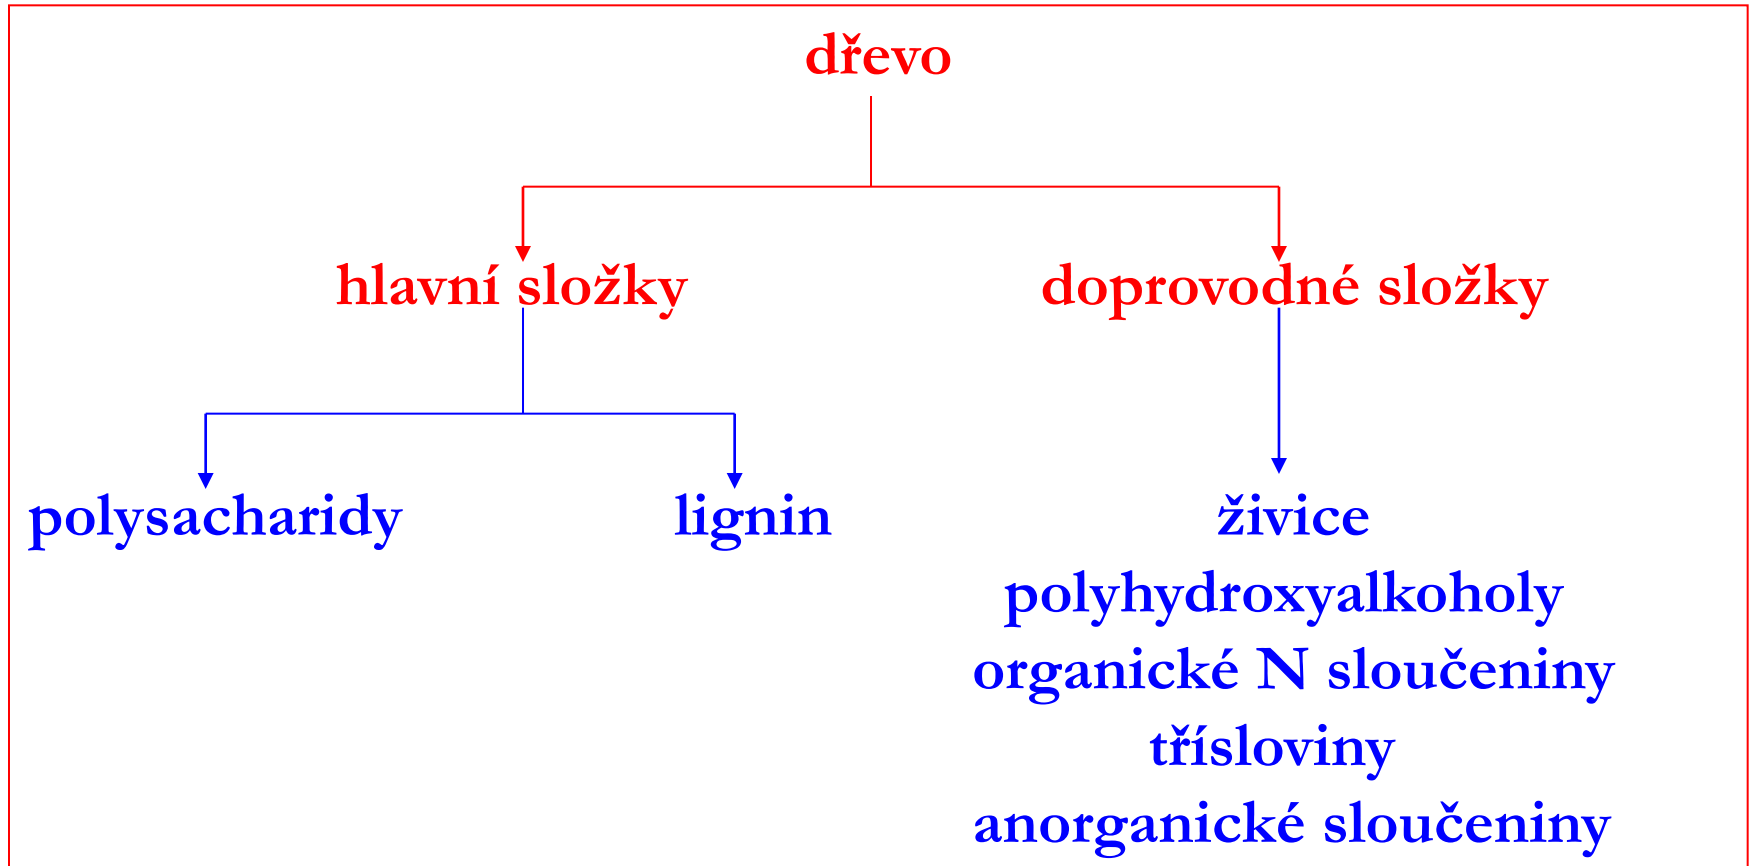 dřevo
hlavní složky
doprovodné složky
polysacharidy
lignin
živice
polyhydroxyalkoholy
organické N sloučeniny
třísloviny
anorganické sloučeniny